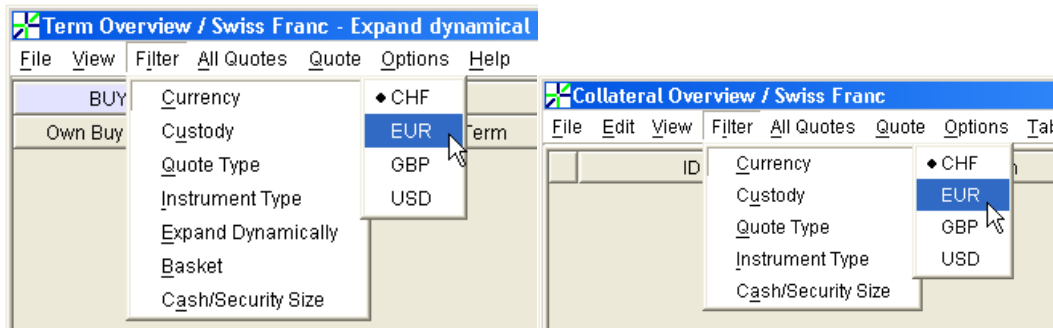 Term Overview / Swiss Franc - Expand dynamical
File View Filter All Quotes Quote Options Help
BUY
Own Buy
Term
Currency
Custody
Quote Type
Instrument Type
Expand Dynamically
Basket
Cash/Security Size
CHF
EUR
GBP
USD
Collateral Overview / Swiss Franc
File Edit View Filter All Quotes Quote Options Tab
ID
Currency
Custody
Quote Type
Instrument Type
Cash/Security Size
CHF
EUR
GBP
USD